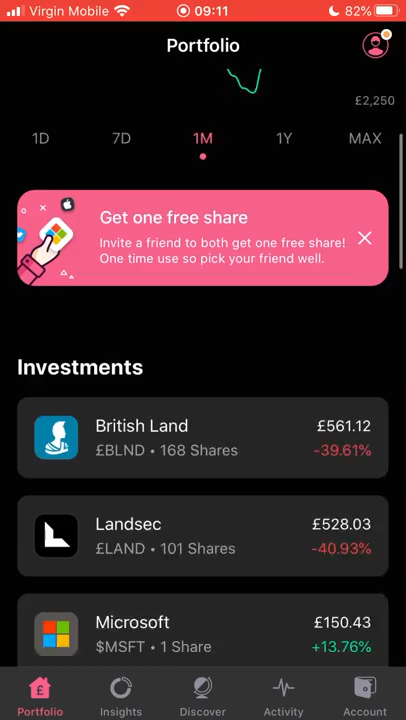 Virgin Mobile
09:11
82%
Portfolio
£2,250
1D 7D 1M 1Y MAX
Get one free share
Invite a friend to both get one free share!
One time use so pick your friend well.
Investments
British Land £561.12
£BLND • 168 Shares -39.61%
Landsec £528.03
£LAND • 101 Shares -40.93%
Microsoft £150.43
$MSFT • 1 Share +13.76%
£
Portfolio Insights Discover Activity Account